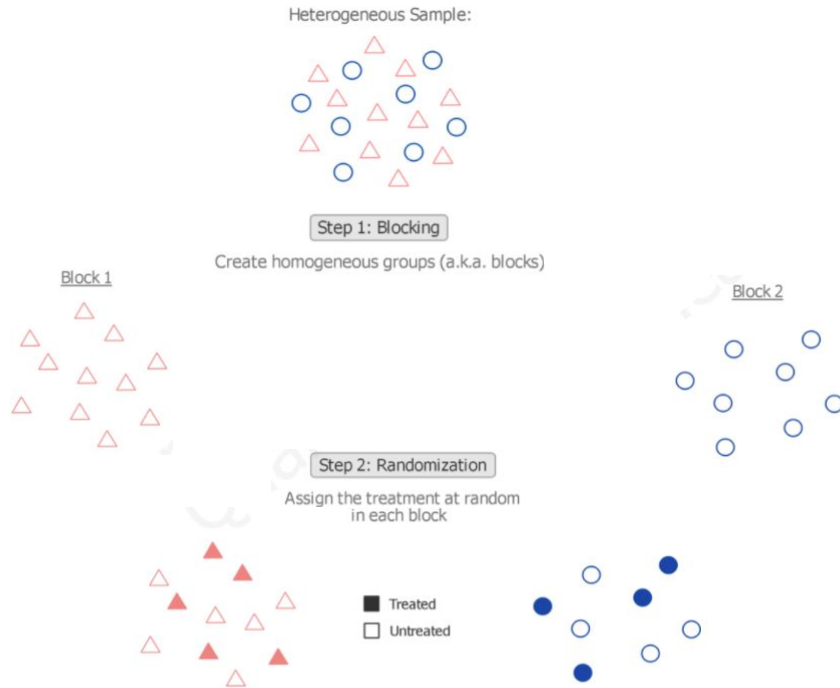 Heterogeneous Sample:
Step 1: Blocking
Create homogeneous groups (a.k.a. blocks)
Block 1
Block 2
Step 2: Randomization
Assign the treatment at random
in each block
Treated
Untreated